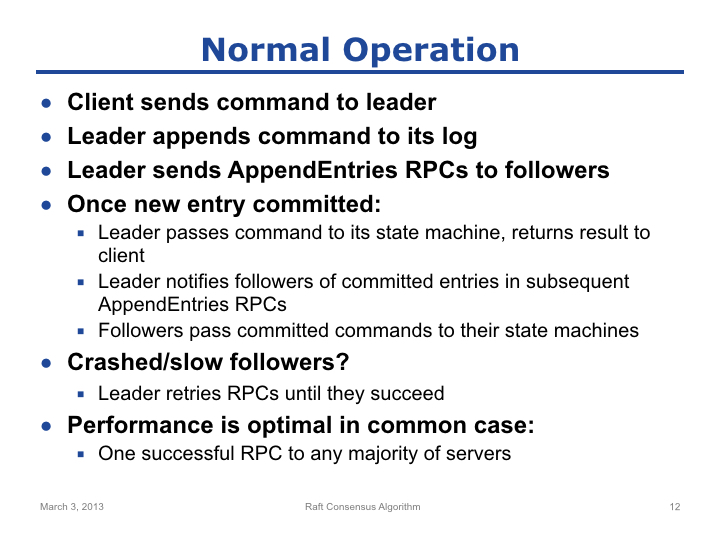 Normal Operation
● Client sends command to leader
● Leader appends command to its log
● Leader sends AppendEntries RPCs to followers
● Once new entry committed:
▪ Leader passes command to its state machine, returns result to
client
▪ Leader notifies followers of committed entries in subsequent
AppendEntries RPCs
▪ Followers pass committed commands to their state machines
● Crashed/slow followers?
▪ Leader retries RPCs until they succeed
● Performance is optimal in common case:
▪ One successful RPC to any majority of servers
March 3, 2013 Raft Consensus Algorithm 12